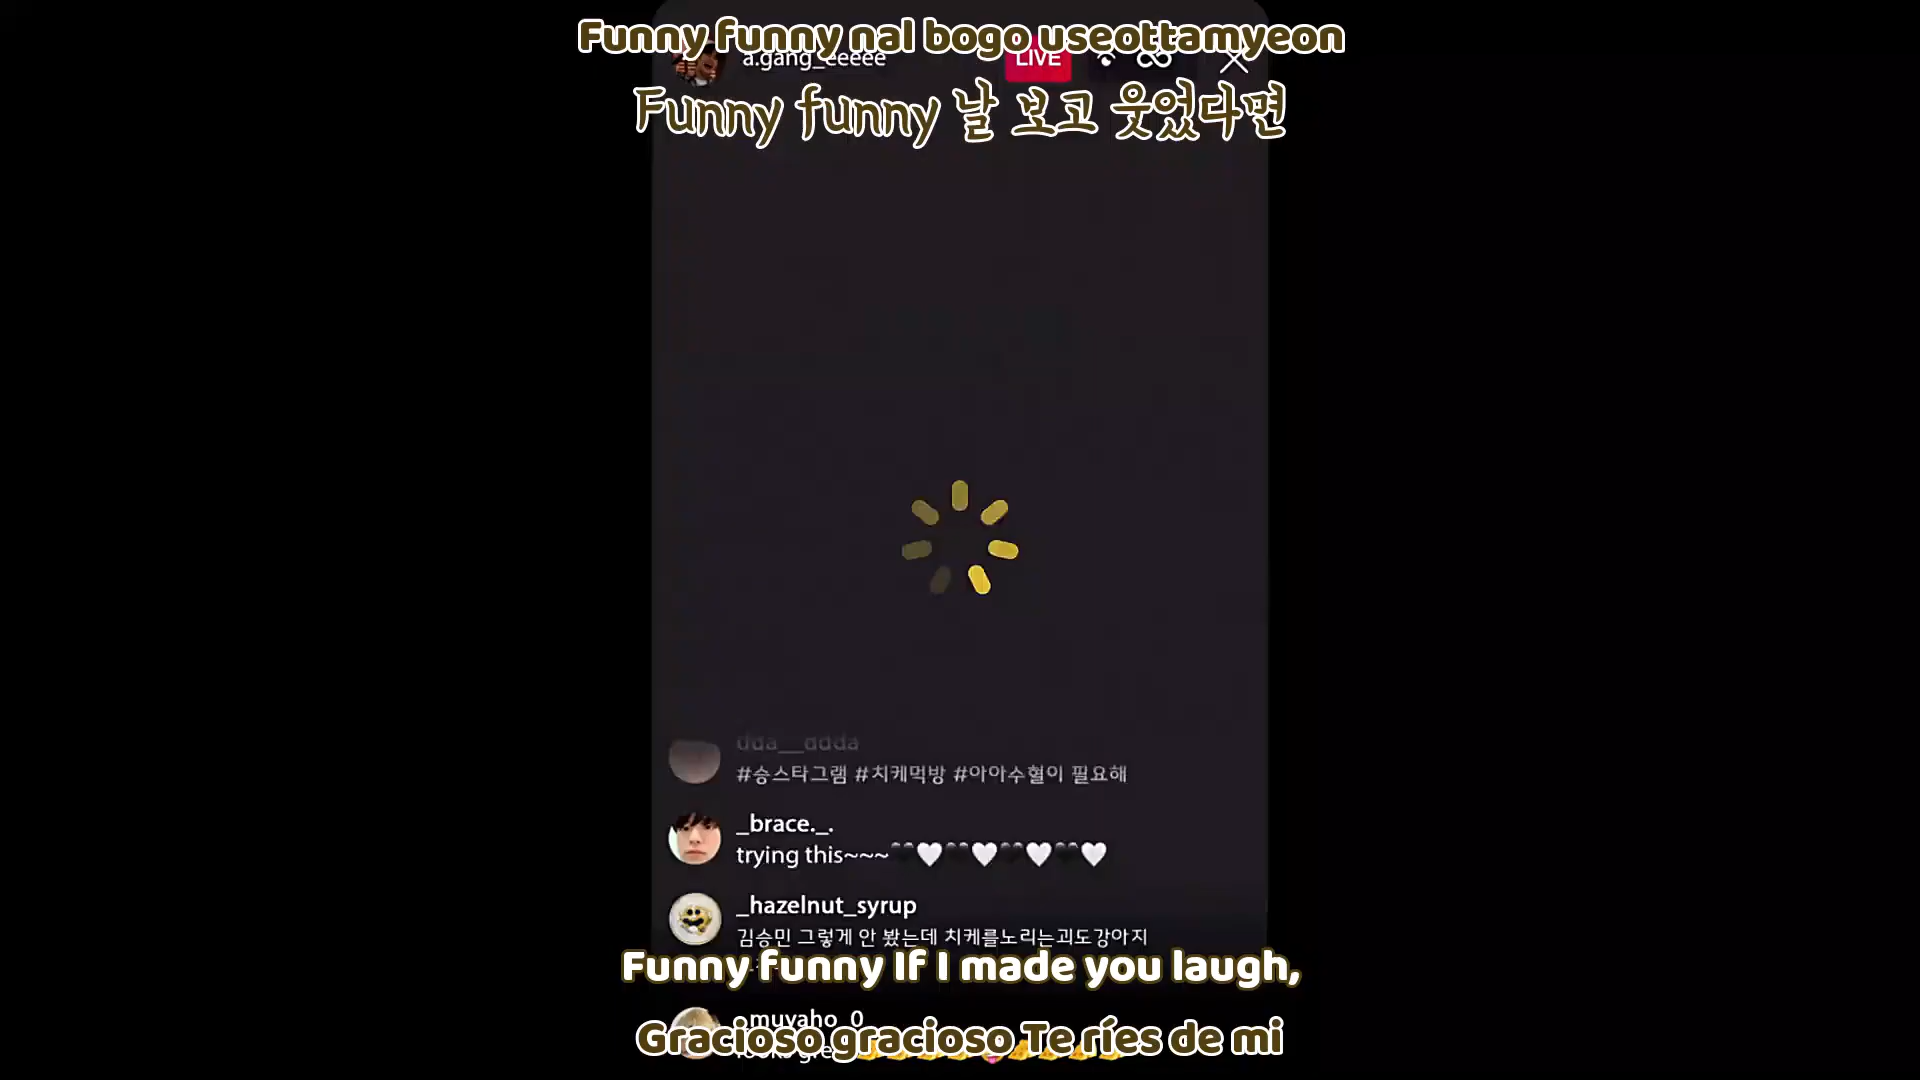 Funny funny nal bogo useottamyeon
a.gang_eeeee
LIVE
Funny funny 날 보고 웃었다면
dda__ddda
#승스타그램 #치케먹방 #아아수혈이 필요해
_brace._.
trying this~~~🖤🤍🖤🤍🖤🤍🖤🤍
_hazelnut_syrup
김승민 그렇게 안 봤는데 치케를노리는괴도강아지
Funny funny If I made you laugh,
omuyaho_0
Gracioso gracioso Te ríes de mi